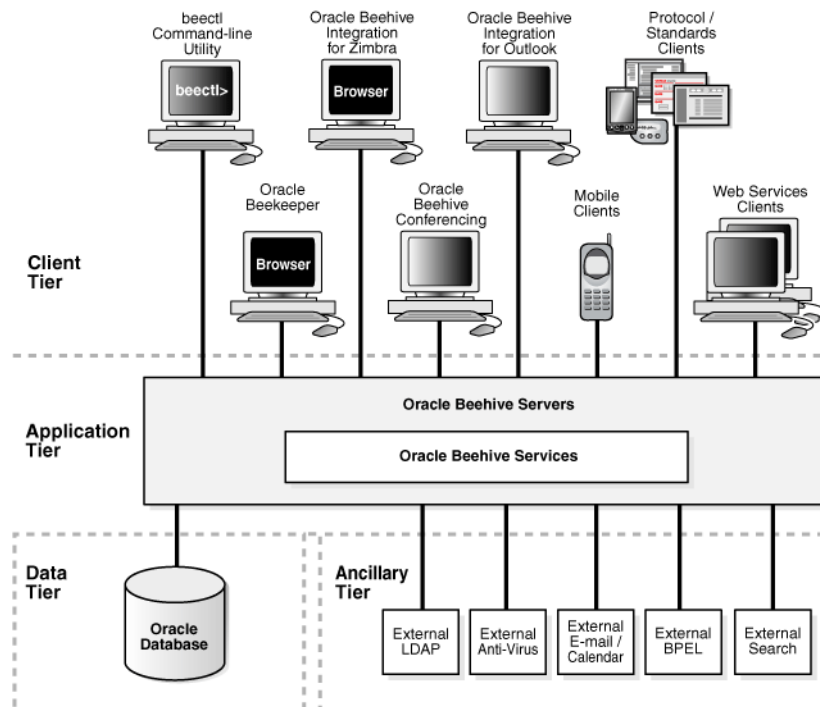 beectl
Command-line
Utility
Oracle Beehive
Integration
for Zimbra
Oracle Beehive
Integration
for Outlook
Protocol /
Standards
Clients
beectl>
Browser
Oracle
Beekeeper
Oracle
Beehive
Conferencing
Mobile
Clients
Web Services
Clients
Browser
Client
Tier
Oracle Beehive Servers
Application
Tier
Oracle Beehive Services
Data
Tier
Oracle
Database
Ancillary
Tier
External
LDAP
External
Anti-Virus
External
E-mail /
Calendar
External
BPEL
External
Search